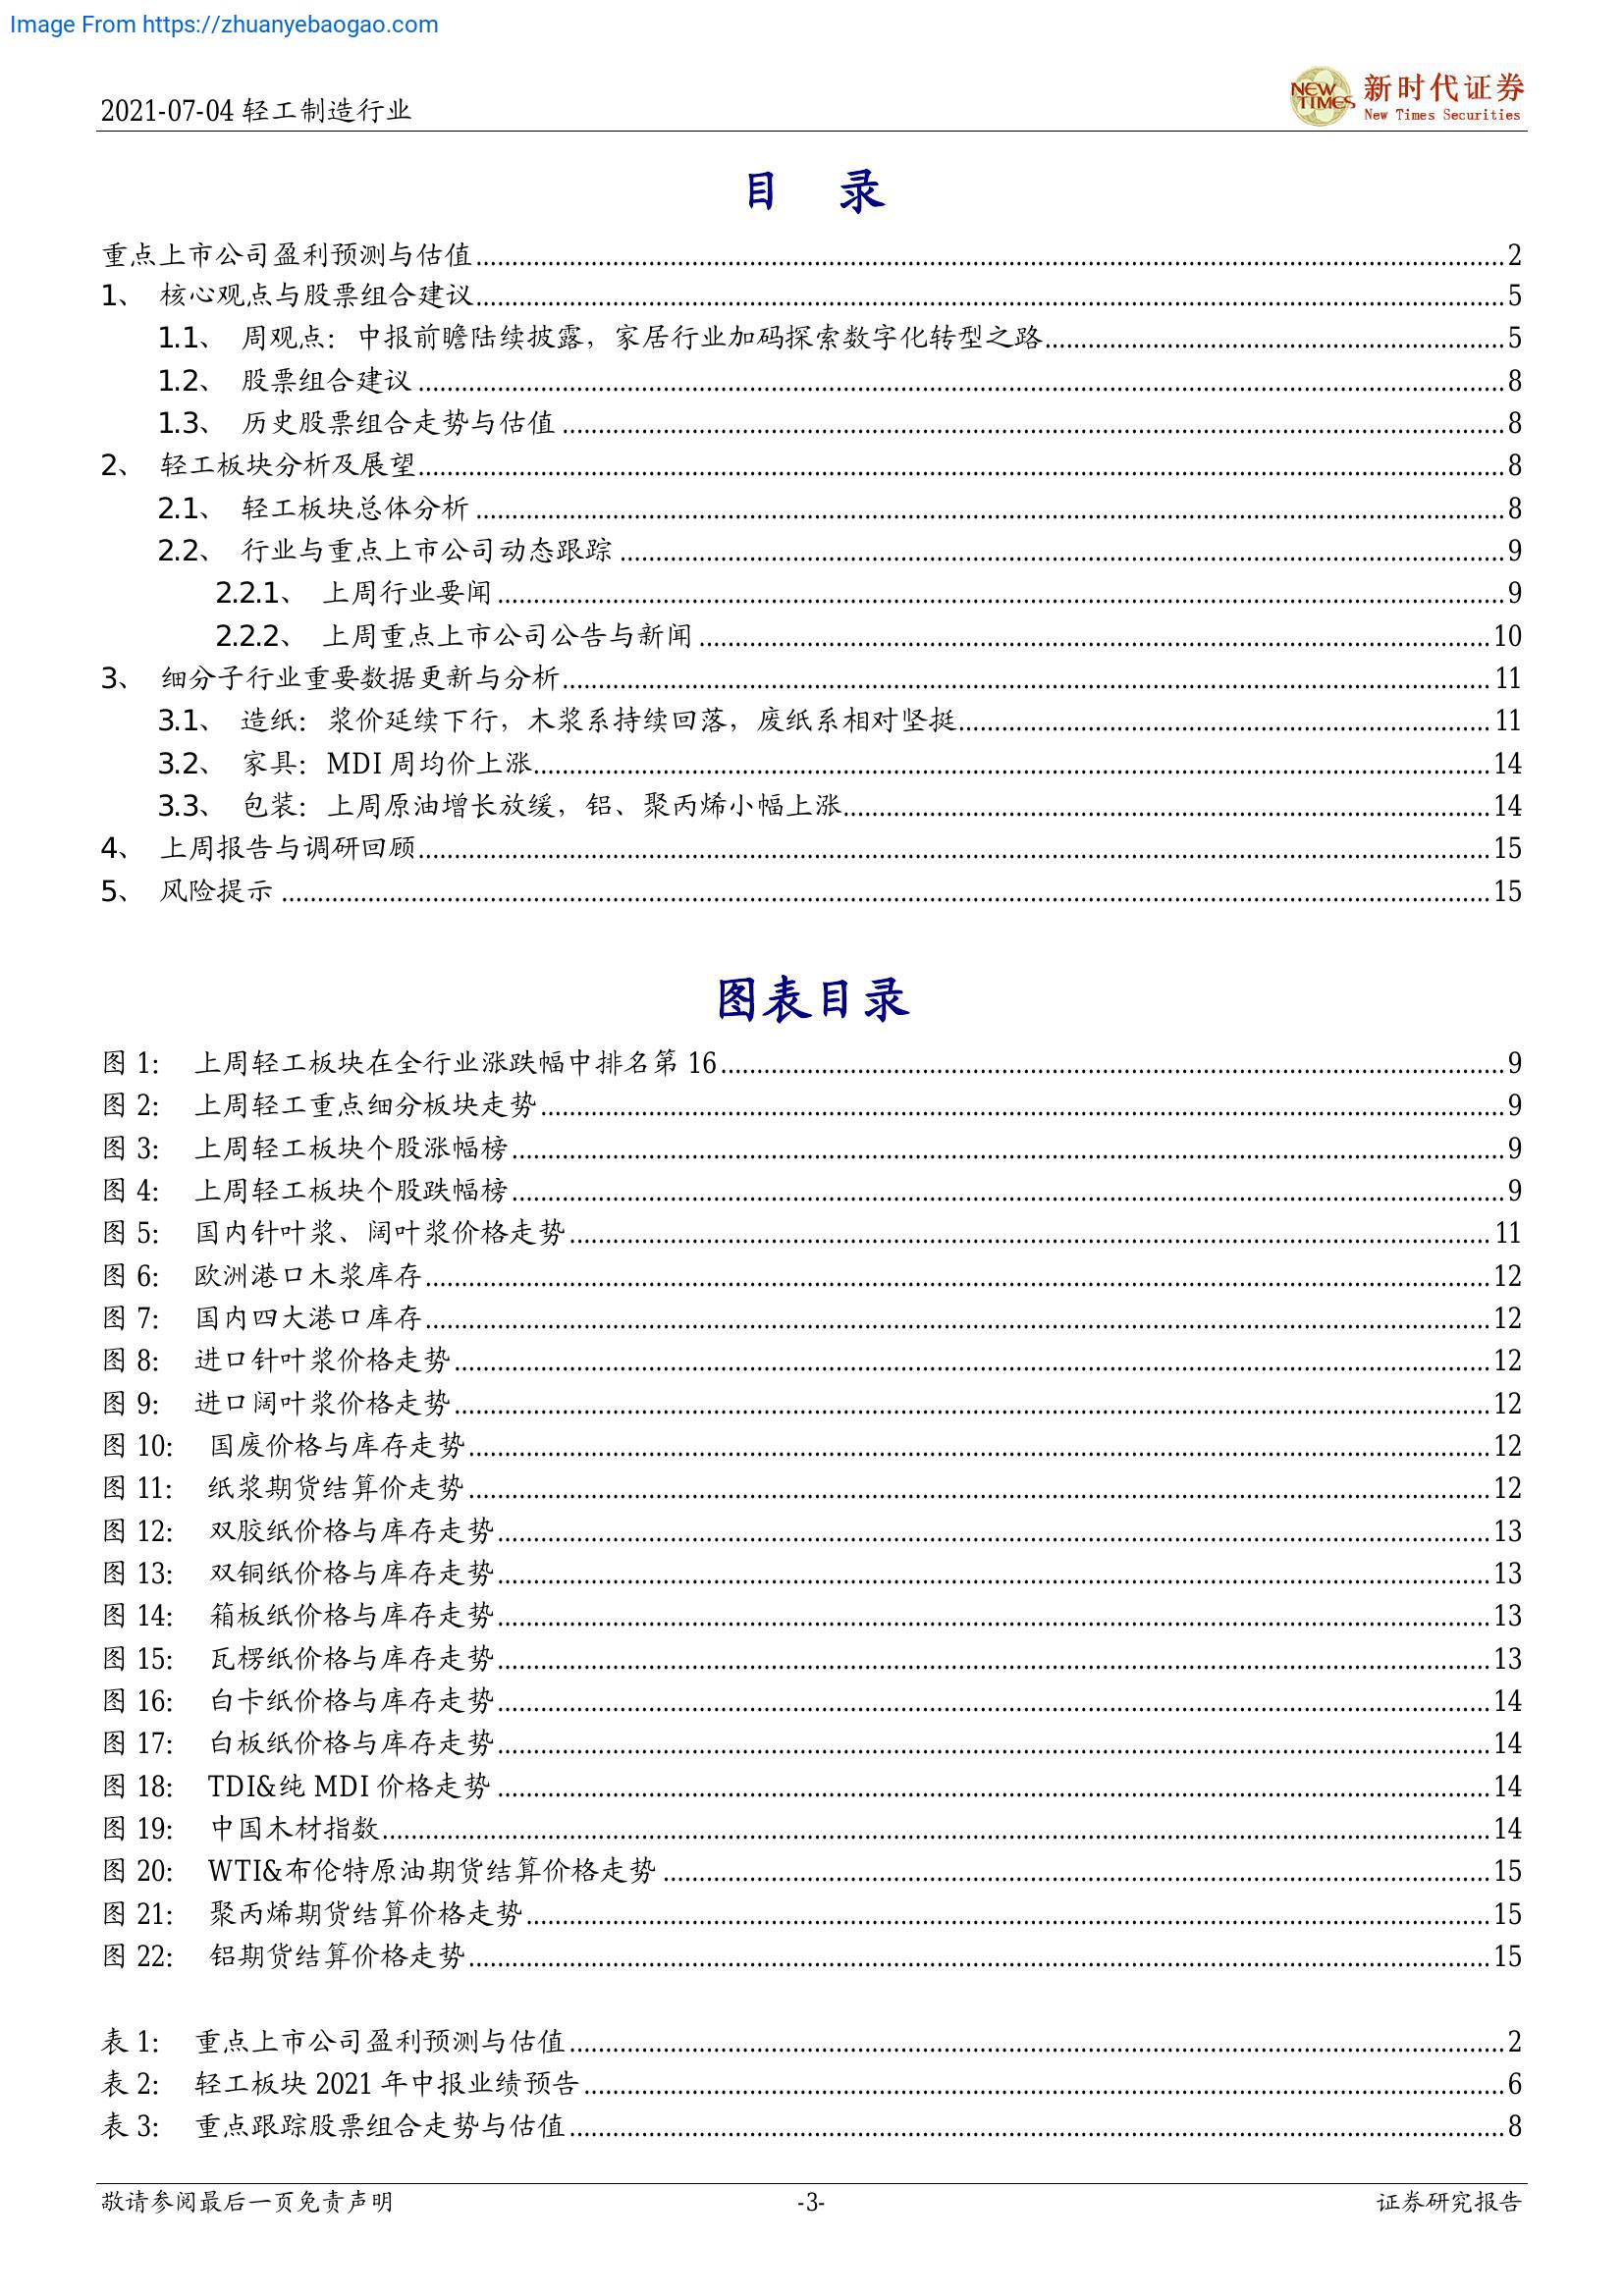 Image From https://zhuanyebaogao.com
2021-07-04 轻工制造行业
NEW TIMES 新时代证券
New Times Securities
目 录
重点上市公司盈利预测与估值 2
1、 核心观点与股票组合建议 5
1.1、 周观点：中报前瞻陆续披露，家居行业加码探索数字化转型之路 5
1.2、 股票组合建议 8
1.3、 历史股票组合走势与估值 8
2、 轻工板块分析及展望 8
2.1、 轻工板块总体分析 8
2.2、 行业与重点上市公司动态跟踪 9
2.2.1、 上周行业要闻 9
2.2.2、 上周重点上市公司公告与新闻 10
3、 细分子行业重要数据更新与分析 11
3.1、 造纸：浆价延续下行，木浆系持续回落，废纸系相对坚挺 11
3.2、 家具：MDI 周均价上涨 14
3.3、 包装：上周原油增长放缓，铝、聚丙烯小幅上涨 14
4、 上周报告与调研回顾 15
5、 风险提示 15
图表目录
图 1： 上周轻工板块在全行业涨跌幅中排名第 16 9
图 2： 上周轻工重点细分板块走势 9
图 3： 上周轻工板块个股涨幅榜 9
图 4： 上周轻工板块个股跌幅榜 9
图 5： 国内针叶浆、阔叶浆价格走势 11
图 6： 欧洲港口木浆库存 12
图 7： 国内四大港口库存 12
图 8： 进口针叶浆价格走势 12
图 9： 进口阔叶浆价格走势 12
图 10： 国废价格与库存走势 12
图 11： 纸浆期货结算价走势 12
图 12： 双胶纸价格与库存走势 13
图 13： 双铜纸价格与库存走势 13
图 14： 箱板纸价格与库存走势 13
图 15： 瓦楞纸价格与库存走势 13
图 16： 白卡纸价格与库存走势 14
图 17： 白板纸价格与库存走势 14
图 18： TDI&纯 MDI 价格走势 14
图 19： 中国木材指数 14
图 20： WTI&布伦特原油期货结算价格走势 15
图 21： 聚丙烯期货结算价格走势 15
图 22： 铝期货结算价格走势 15
表 1： 重点上市公司盈利预测与估值 2
表 2： 轻工板块 2021 年中报业绩预告 6
表 3： 重点跟踪股票组合走势与估值 8
敬请参阅最后一页免责声明 -3- 证券研究报告